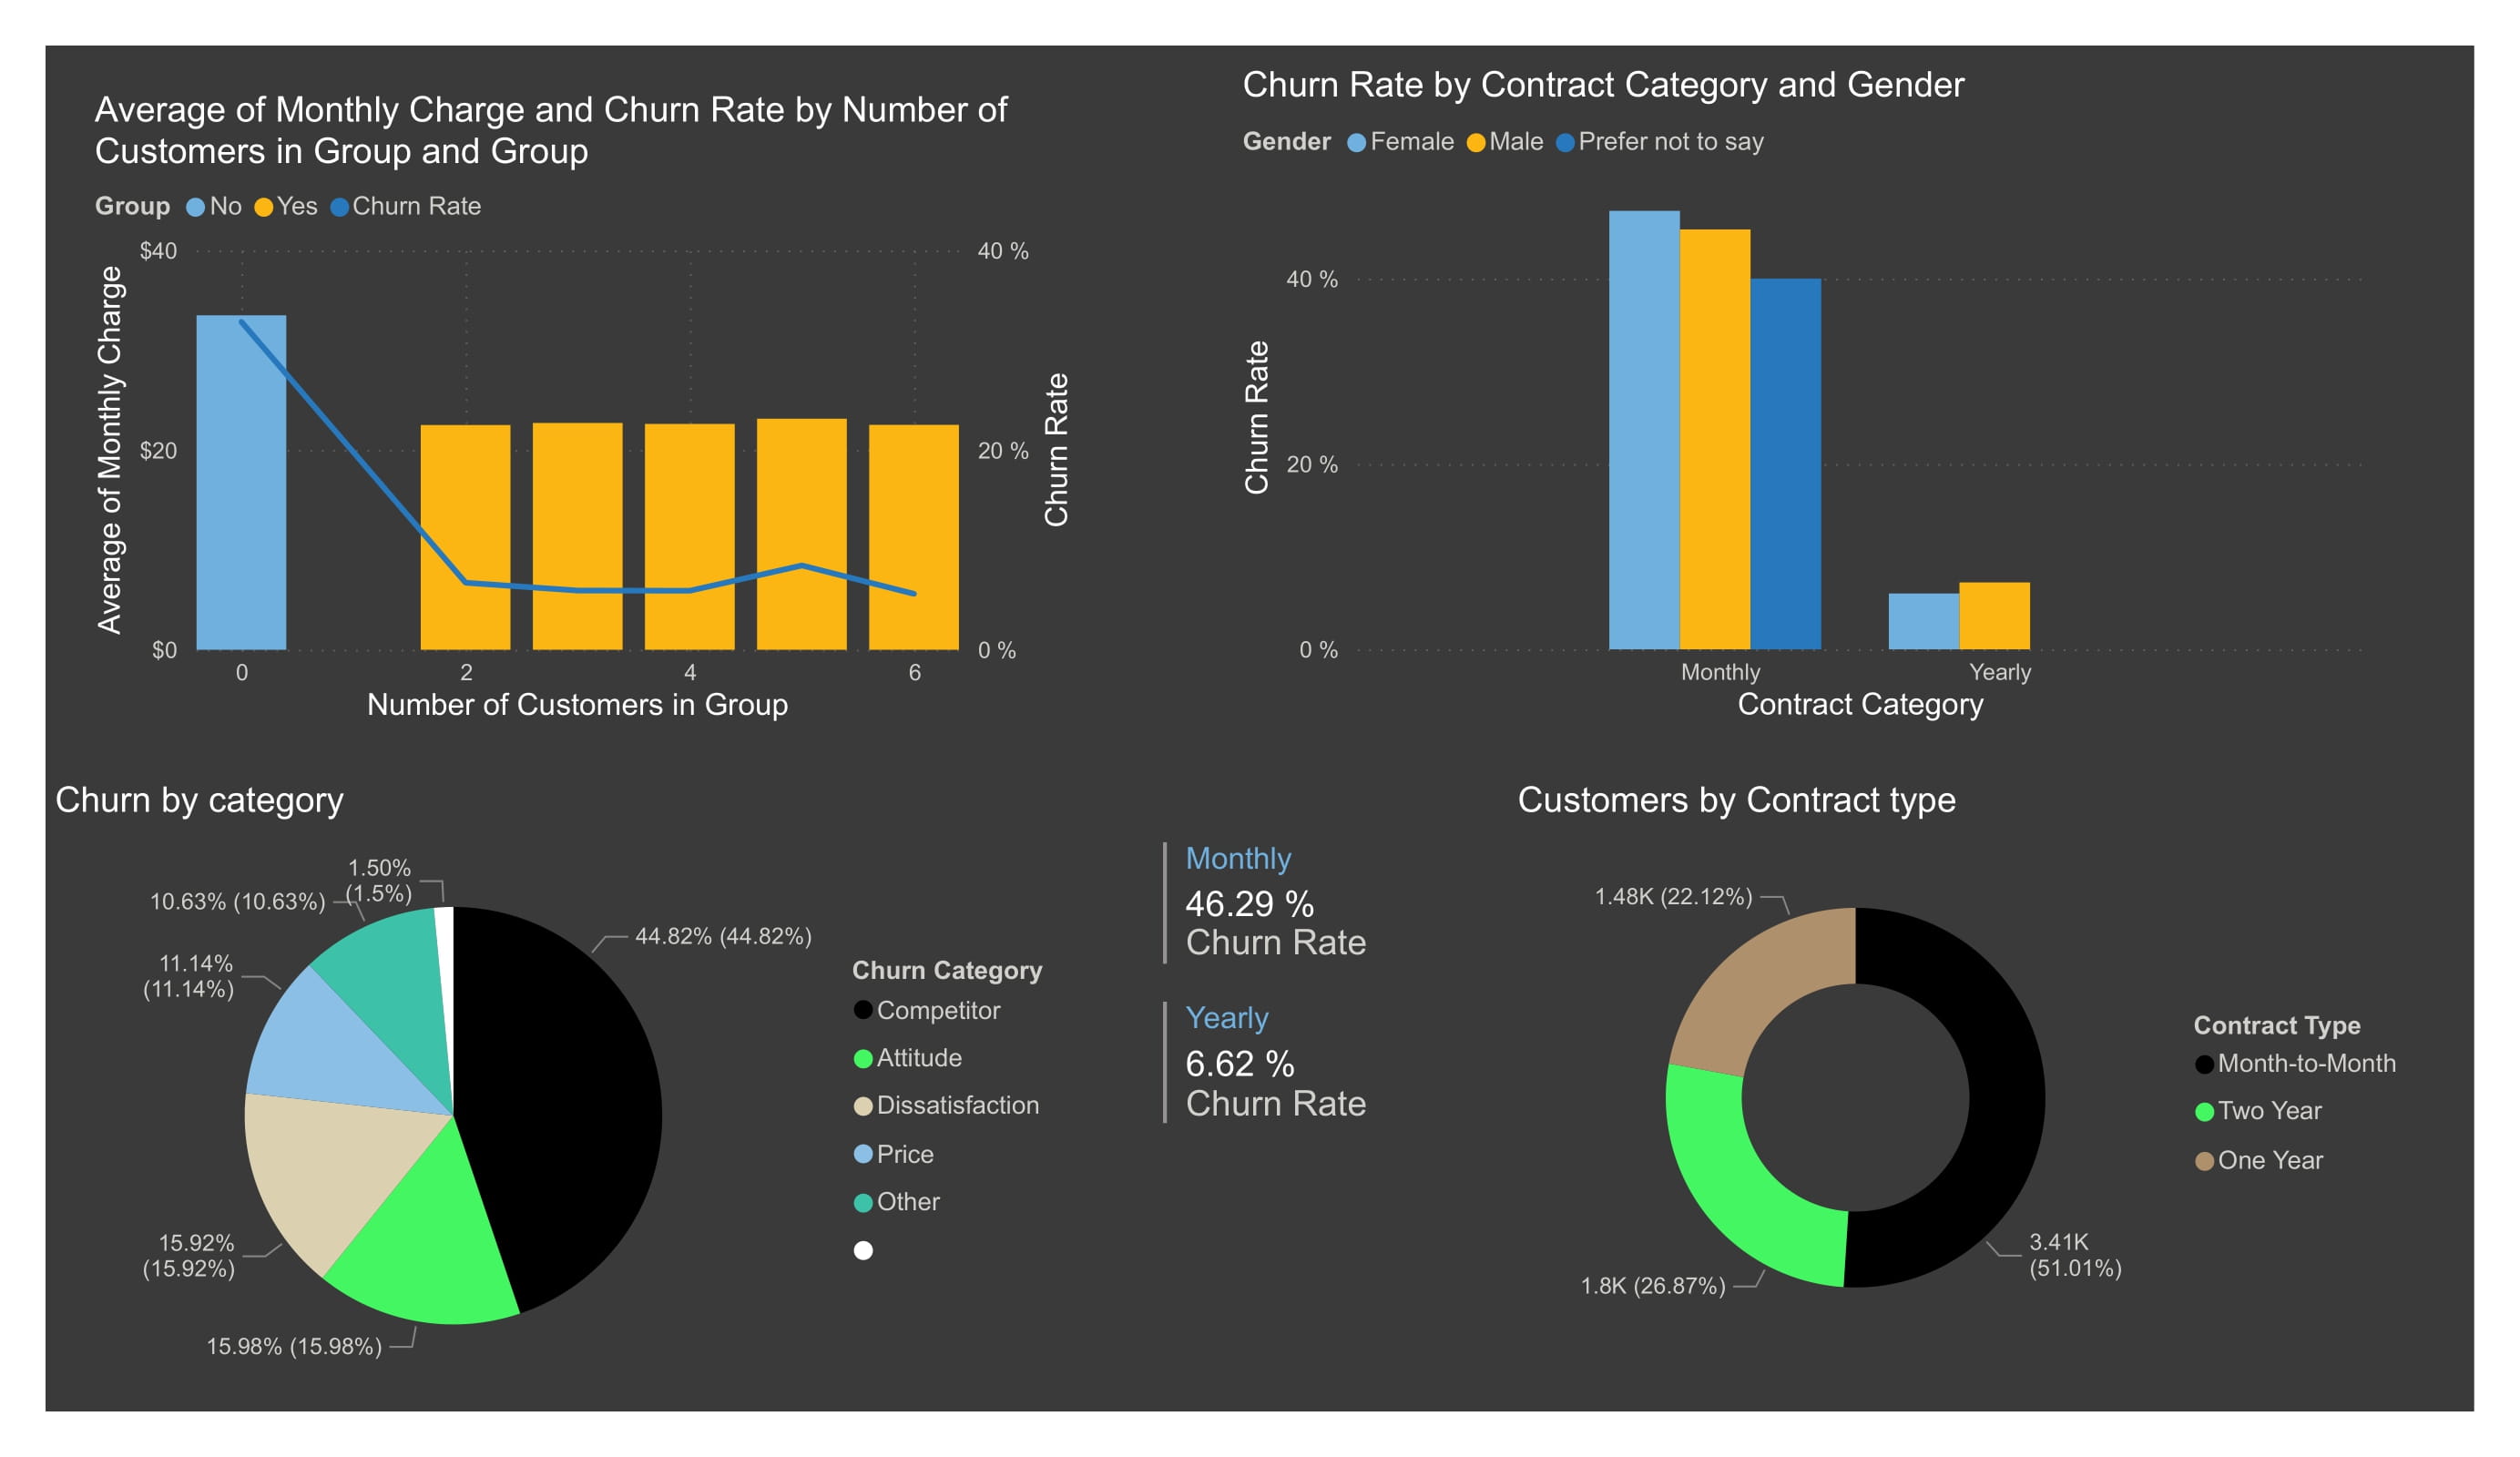 Average of Monthly Charge and Churn Rate by Number of
Customers in Group and Group
Group No Yes Churn Rate
Average of Monthly Charge
$40
$20
$0
40 %
20 %
0 %
Churn Rate
0 2 4 6
Number of Customers in Group
Churn Rate by Contract Category and Gender
Gender Female Male Prefer not to say
Churn Rate
40 %
20 %
0 %
Monthly Yearly
Contract Category
Churn by category
1.50%
(1.5%)
10.63% (10.63%)
44.82% (44.82%)
11.14%
(11.14%)
15.92%
(15.92%)
15.98% (15.98%)
Churn Category
Competitor
Attitude
Dissatisfaction
Price
Other
Monthly
46.29 %
Churn Rate
Yearly
6.62 %
Churn Rate
Customers by Contract type
1.48K (22.12%)
1.8K (26.87%)
3.41K
(51.01%)
Contract Type
Month-to-Month
Two Year
One Year